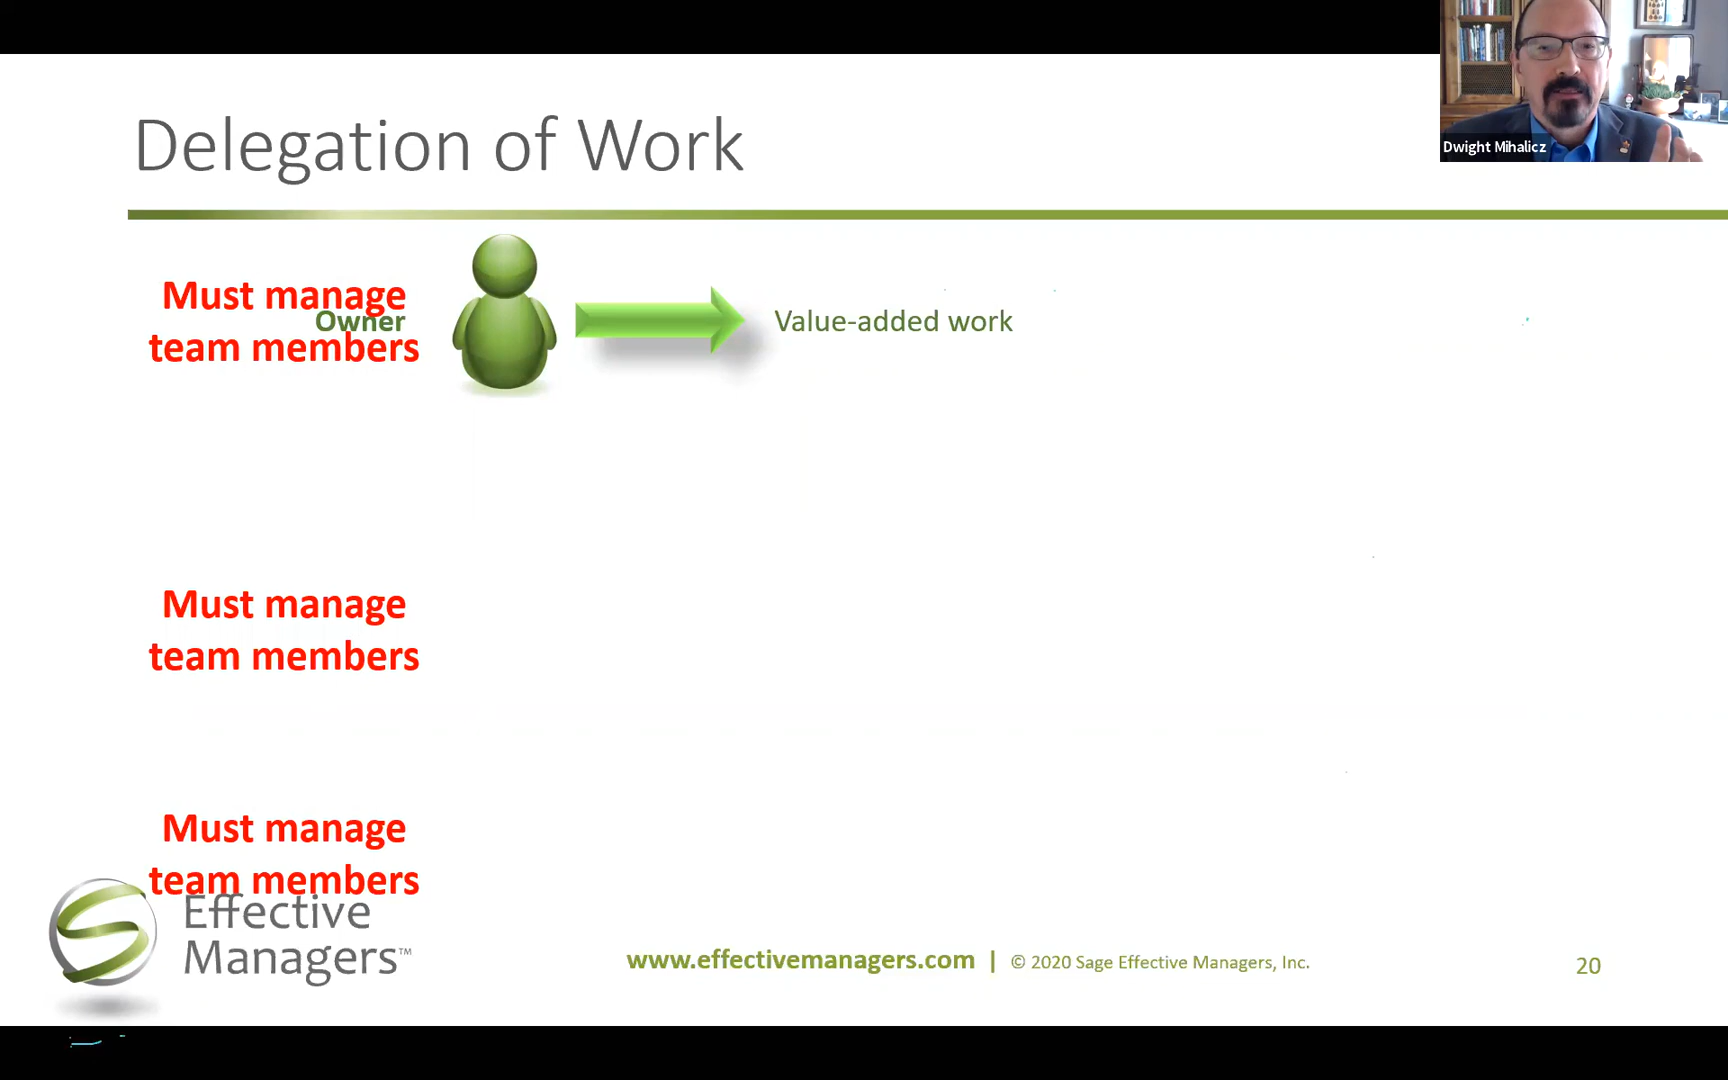 Dwight Mihalicz
Delegation of Work
Must manage
team members
Owner
Value-added work
Must manage
team members
Must manage
team members
Effective
Managers™
www.effectivemanagers.com | © 2020 Sage Effective Managers, Inc.
20